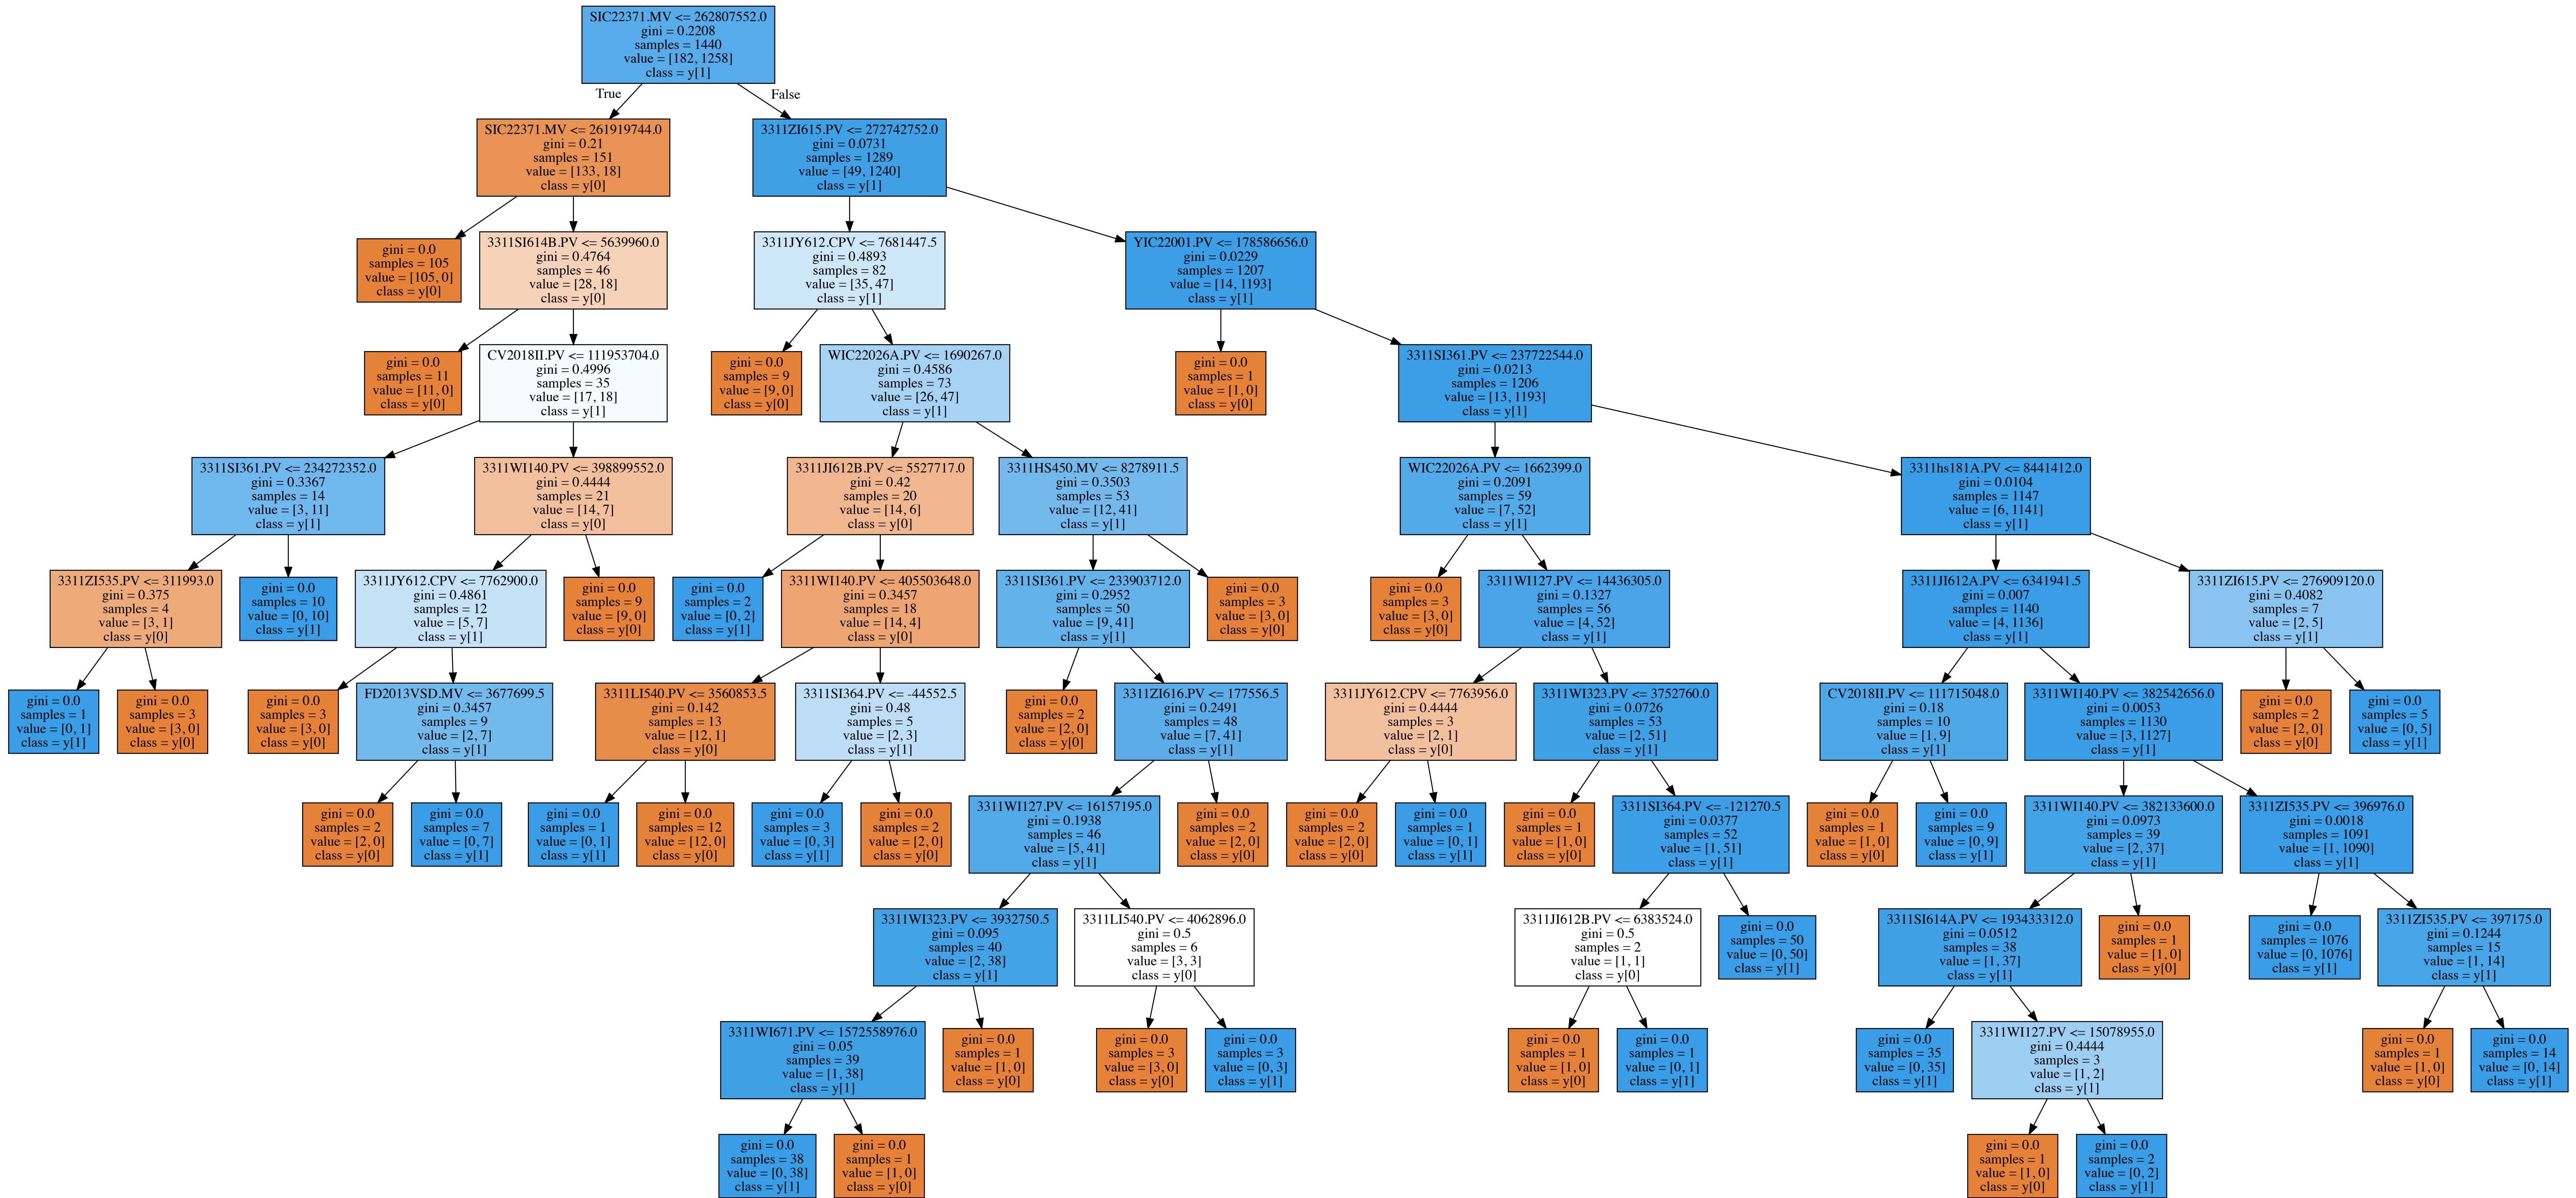 SIC22371.MV <= 262807552.0
gini = 0.2208
samples = 1440
value = [182, 1258]
class = y[1]
True
False
SIC22371.MV <= 261919744.0
gini = 0.21
samples = 151
value = [133, 18]
class = y[0]
3311ZI615.PV <= 272742752.0
gini = 0.0731
samples = 1289
value = [49, 1240]
class = y[1]
gini = 0.0
samples = 105
value = [105, 0]
class = y[0]
3311SI614B.PV <= 5639960.0
gini = 0.4764
samples = 46
value = [28, 18]
class = y[0]
3311JY612.CPV <= 7681447.5
gini = 0.4893
samples = 82
value = [35, 47]
class = y[1]
YIC22001.PV <= 178586656.0
gini = 0.0229
samples = 1207
value = [14, 1193]
class = y[1]
gini = 0.0
samples = 11
value = [11, 0]
class = y[0]
CV2018II.PV <= 111953704.0
gini = 0.4996
samples = 35
value = [17, 18]
class = y[1]
gini = 0.0
samples = 9
value = [9, 0]
class = y[0]
WIC22026A.PV <= 1690267.0
gini = 0.4586
samples = 73
value = [26, 47]
class = y[1]
gini = 0.0
samples = 1
value = [1, 0]
class = y[0]
3311SI361.PV <= 237722544.0
gini = 0.0213
samples = 1206
value = [13, 1193]
class = y[1]
3311SI361.PV <= 234272352.0
gini = 0.3367
samples = 14
value = [3, 11]
class = y[1]
3311WI140.PV <= 398899552.0
gini = 0.4444
samples = 21
value = [14, 7]
class = y[0]
3311JI612B.PV <= 5527717.0
gini = 0.42
samples = 20
value = [14, 6]
class = y[0]
3311HS450.MV <= 8278911.5
gini = 0.3503
samples = 53
value = [12, 41]
class = y[1]
WIC22026A.PV <= 1662399.0
gini = 0.2091
samples = 59
value = [7, 52]
class = y[1]
3311hs181A.PV <= 8441412.0
gini = 0.0104
samples = 1147
value = [6, 1141]
class = y[1]
3311ZI535.PV <= 311993.0
gini = 0.375
samples = 4
value = [3, 1]
class = y[0]
gini = 0.0
samples = 10
value = [0, 10]
class = y[1]
3311JY612.CPV <= 7762900.0
gini = 0.4861
samples = 12
value = [5, 7]
class = y[1]
gini = 0.0
samples = 9
value = [9, 0]
class = y[0]
gini = 0.0
samples = 2
value = [0, 2]
class = y[1]
3311WI140.PV <= 405503648.0
gini = 0.3457
samples = 18
value = [14, 4]
class = y[0]
3311SI361.PV <= 233903712.0
gini = 0.2952
samples = 50
value = [9, 41]
class = y[1]
gini = 0.0
samples = 3
value = [3, 0]
class = y[0]
gini = 0.0
samples = 3
value = [3, 0]
class = y[0]
3311WI127.PV <= 14436305.0
gini = 0.1327
samples = 56
value = [4, 52]
class = y[1]
3311JI612A.PV <= 6341941.5
gini = 0.007
samples = 1140
value = [4, 1136]
class = y[1]
3311ZI615.PV <= 276909120.0
gini = 0.4082
samples = 7
value = [2, 5]
class = y[1]
gini = 0.0
samples = 1
value = [0, 1]
class = y[1]
gini = 0.0
samples = 3
value = [3, 0]
class = y[0]
gini = 0.0
samples = 3
value = [3, 0]
class = y[0]
FD2013VSD.MV <= 3677699.5
gini = 0.3457
samples = 9
value = [2, 7]
class = y[1]
3311LI540.PV <= 3560853.5
gini = 0.142
samples = 13
value = [12, 1]
class = y[0]
3311SI364.PV <= -44552.5
gini = 0.48
samples = 5
value = [2, 3]
class = y[1]
gini = 0.0
samples = 2
value = [2, 0]
class = y[0]
3311ZI616.PV <= 177556.5
gini = 0.2491
samples = 48
value = [7, 41]
class = y[1]
3311JY612.CPV <= 7763956.0
gini = 0.4444
samples = 3
value = [2, 1]
class = y[0]
3311WI323.PV <= 3752760.0
gini = 0.0726
samples = 53
value = [2, 51]
class = y[1]
CV2018II.PV <= 111715048.0
gini = 0.18
samples = 10
value = [1, 9]
class = y[1]
3311WI140.PV <= 382542656.0
gini = 0.0053
samples = 1130
value = [3, 1127]
class = y[1]
gini = 0.0
samples = 2
value = [2, 0]
class = y[0]
gini = 0.0
samples = 5
value = [0, 5]
class = y[1]
gini = 0.0
samples = 2
value = [2, 0]
class = y[0]
gini = 0.0
samples = 7
value = [0, 7]
class = y[1]
gini = 0.0
samples = 1
value = [0, 1]
class = y[1]
gini = 0.0
samples = 12
value = [12, 0]
class = y[0]
gini = 0.0
samples = 3
value = [0, 3]
class = y[1]
gini = 0.0
samples = 2
value = [2, 0]
class = y[0]
3311WI127.PV <= 16157195.0
gini = 0.1938
samples = 46
value = [5, 41]
class = y[1]
gini = 0.0
samples = 2
value = [2, 0]
class = y[0]
gini = 0.0
samples = 2
value = [2, 0]
class = y[0]
gini = 0.0
samples = 1
value = [0, 1]
class = y[1]
gini = 0.0
samples = 1
value = [1, 0]
class = y[0]
3311SI364.PV <= -121270.5
gini = 0.0377
samples = 52
value = [1, 51]
class = y[1]
gini = 0.0
samples = 1
value = [1, 0]
class = y[0]
gini = 0.0
samples = 9
value = [0, 9]
class = y[1]
3311WI140.PV <= 382133600.0
gini = 0.0973
samples = 39
value = [2, 37]
class = y[1]
3311ZI535.PV <= 396976.0
gini = 0.0018
samples = 1091
value = [1, 1090]
class = y[1]
3311WI323.PV <= 3932750.5
gini = 0.095
samples = 40
value = [2, 38]
class = y[1]
3311LI540.PV <= 4062896.0
gini = 0.5
samples = 6
value = [3, 3]
class = y[0]
3311JI612B.PV <= 6383524.0
gini = 0.5
samples = 2
value = [1, 1]
class = y[0]
gini = 0.0
samples = 50
value = [0, 50]
class = y[1]
3311SI614A.PV <= 193433312.0
gini = 0.0512
samples = 38
value = [1, 37]
class = y[1]
gini = 0.0
samples = 1
value = [1, 0]
class = y[0]
gini = 0.0
samples = 1076
value = [0, 1076]
class = y[1]
3311ZI535.PV <= 397175.0
gini = 0.1244
samples = 15
value = [1, 14]
class = y[1]
3311WI671.PV <= 1572558976.0
gini = 0.05
samples = 39
value = [1, 38]
class = y[1]
gini = 0.0
samples = 1
value = [1, 0]
class = y[0]
gini = 0.0
samples = 3
value = [3, 0]
class = y[0]
gini = 0.0
samples = 3
value = [0, 3]
class = y[1]
gini = 0.0
samples = 1
value = [1, 0]
class = y[0]
gini = 0.0
samples = 1
value = [0, 1]
class = y[1]
gini = 0.0
samples = 35
value = [0, 35]
class = y[1]
3311WI127.PV <= 15078955.0
gini = 0.4444
samples = 3
value = [1, 2]
class = y[1]
gini = 0.0
samples = 1
value = [1, 0]
class = y[0]
gini = 0.0
samples = 14
value = [0, 14]
class = y[1]
gini = 0.0
samples = 38
value = [0, 38]
class = y[1]
gini = 0.0
samples = 1
value = [1, 0]
class = y[0]
gini = 0.0
samples = 1
value = [1, 0]
class = y[0]
gini = 0.0
samples = 2
value = [0, 2]
class = y[1]